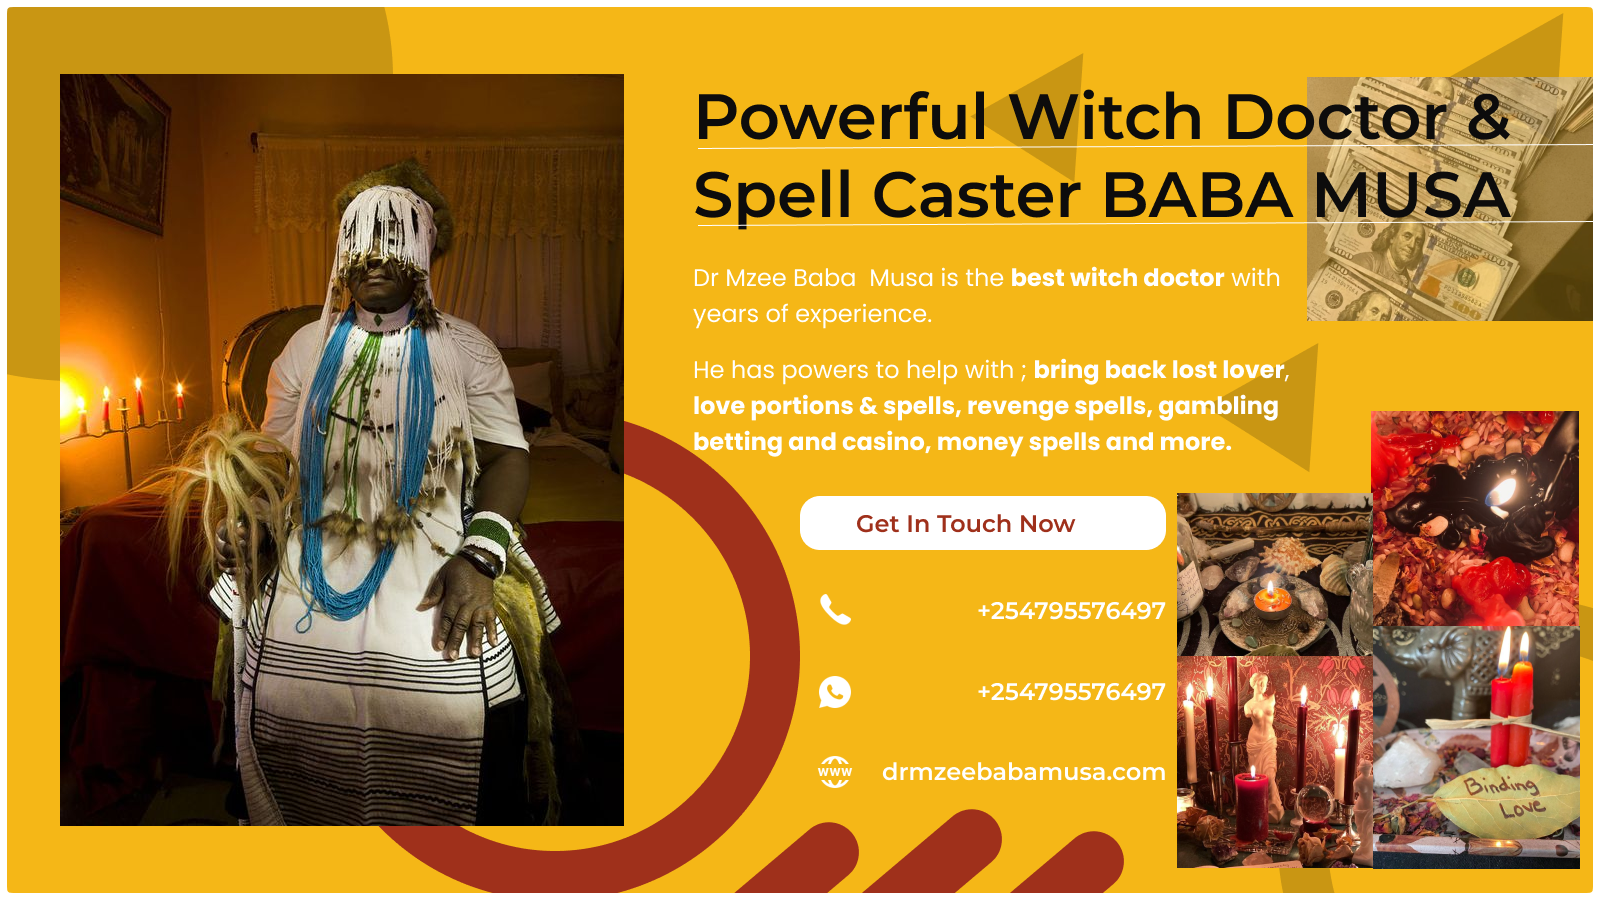 Powerful Witch Doctor &
Spell Caster BABA MUSA
Dr Mzee Baba Musa is the best witch doctor with
years of experience.
He has powers to help with ; bring back lost lover,
love portions & spells, revenge spells, gambling
betting and casino, money spells and more.
Get In Touch Now
+254795576497
+254795576497
www
drmzeebabamusa.com
100
Binding
Love